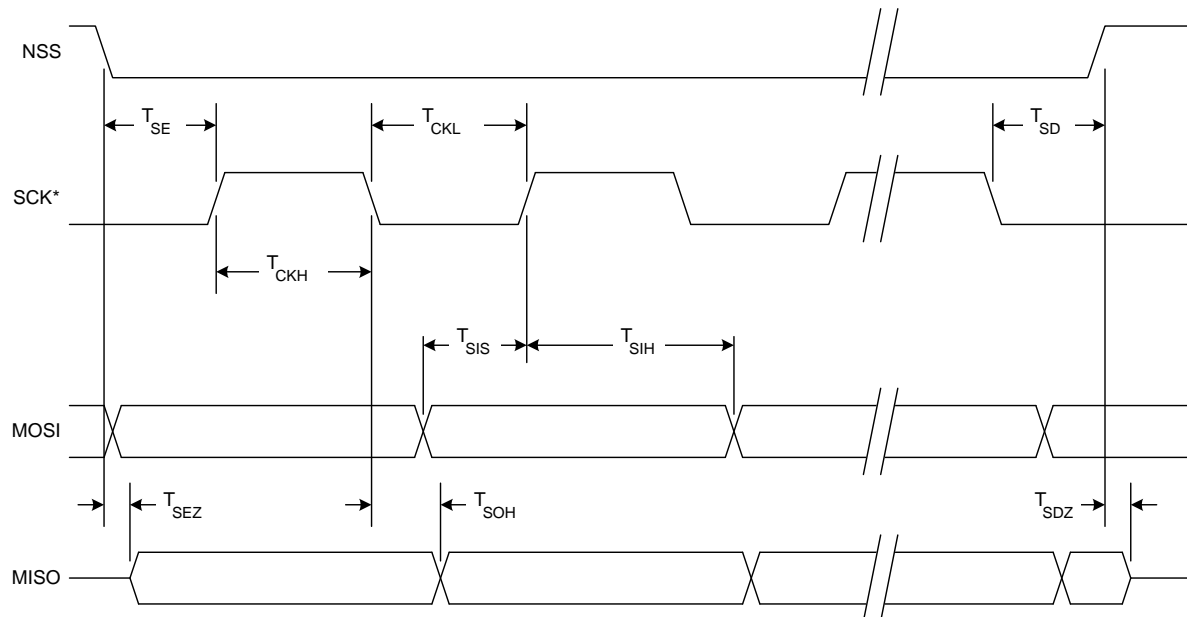 NSS
T_SE
T_CKL
T_SD
SCK*
T_CKH
T_SIS
T_SIH
MOSI
T_SEZ
T_SOH
T_SDZ
MISO